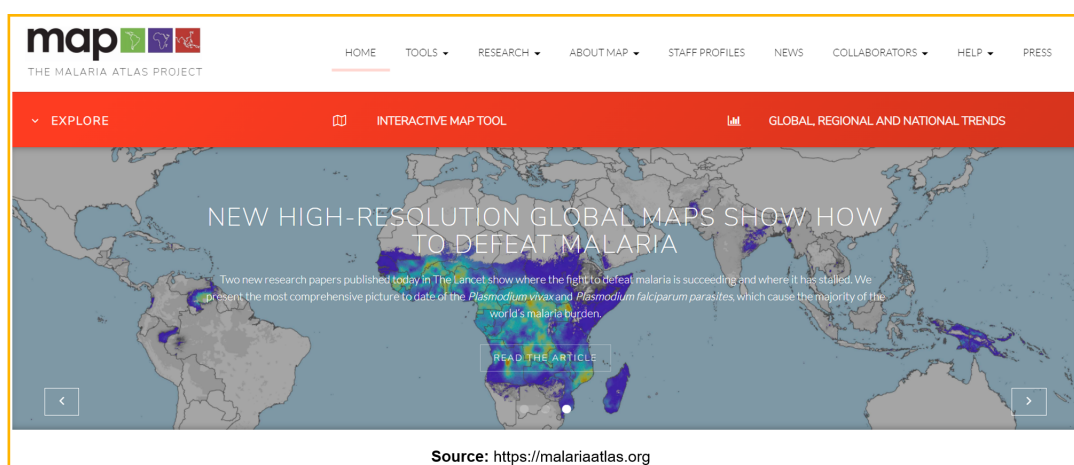 map
THE MALARIA ATLAS PROJECT
HOME TOOLS RESEARCH ABOUT MAP STAFF PROFILES NEWS COLLABORATORS HELP PRESS
EXPLORE INTERACTIVE MAP TOOL GLOBAL, REGIONAL AND NATIONAL TRENDS
NEW HIGH-RESOLUTION GLOBAL MAPS SHOW HOW
TO DEFEAT MALARIA
Two new research papers published today in The Lancet show where the fight to defeat malaria is succeeding and where it has stalled. We
present the most comprehensive picture to date of the Plasmodium vivax and Plasmodium falciparum parasites, which cause the majority of the
world's malaria burden.
READ THE ARTICLE
Source: https://malariaatlas.org